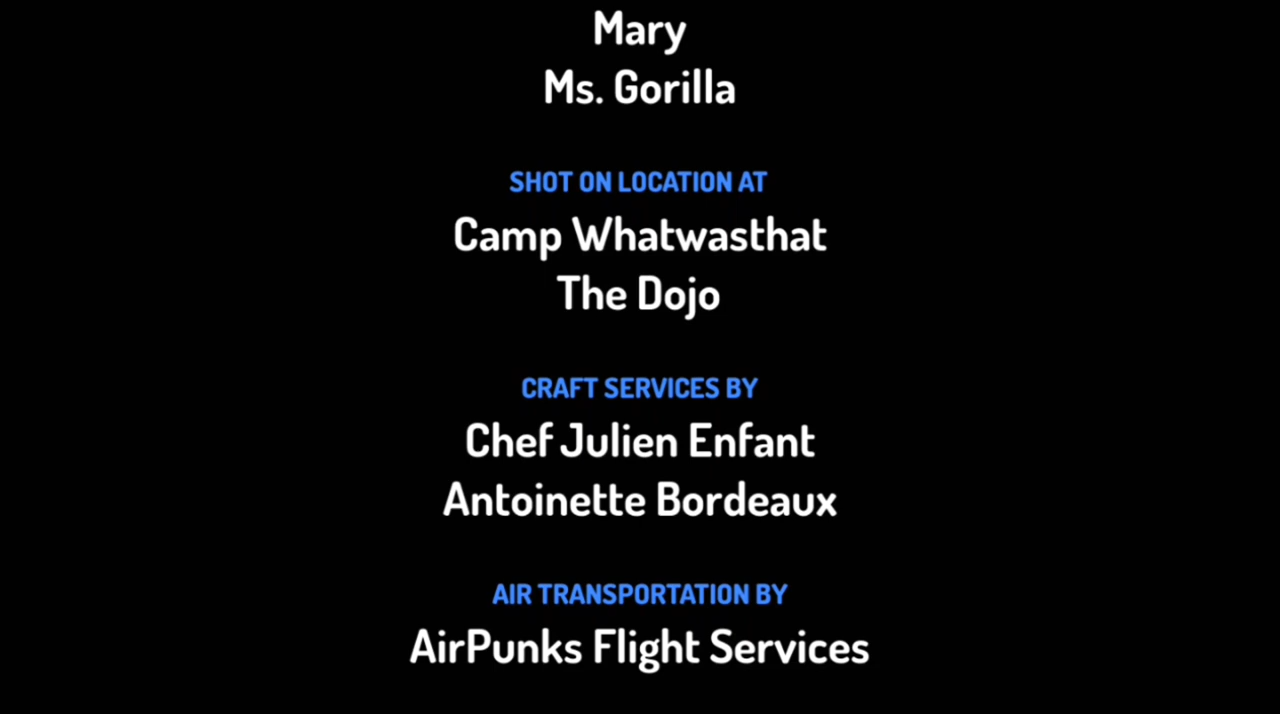 Mary
Ms. Gorilla
SHOT ON LOCATION AT
Camp Whatwasthat
The Dojo
CRAFT SERVICES BY
Chef Julien Enfant
Antoinette Bordeaux
AIR TRANSPORTATION BY
AirPunks Flight Services